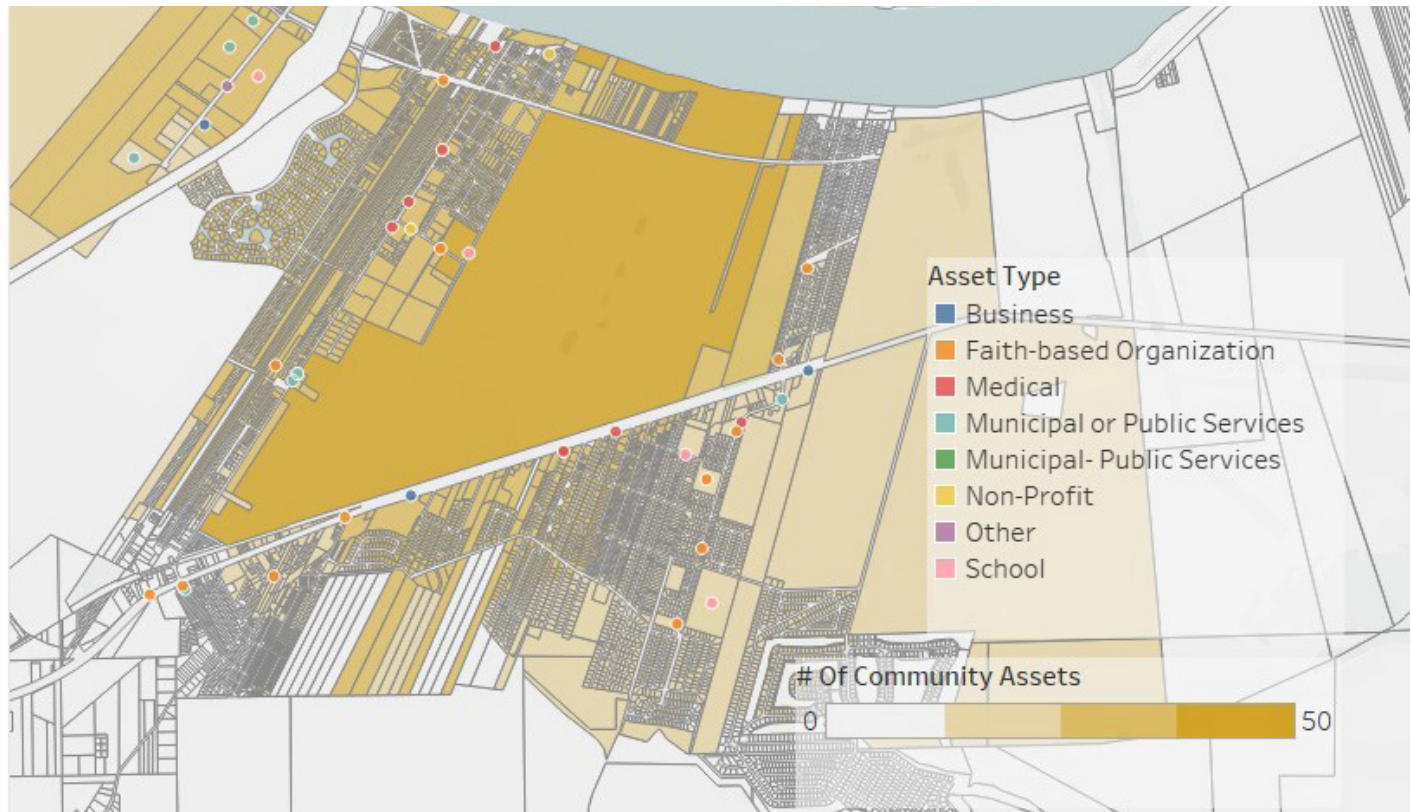 Asset Type
Business
Faith-based Organization
Medical
Municipal or Public Services
Municipal- Public Services
Non-Profit
Other
School
# Of Community Assets
0 50